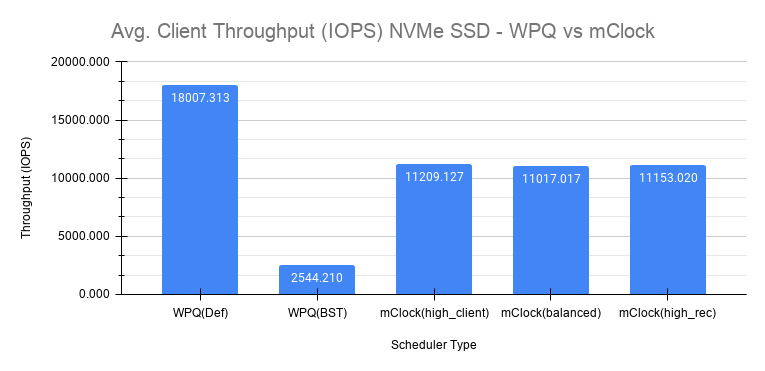 Avg. Client Throughput (IOPS) NVMe SSD - WPQ vs mClock
Throughput (IOPS)
20000.000
15000.000
10000.000
5000.000
0.000
18007.313
2544.210
11209.127
11017.017
11153.020
WPQ(Def)
WPQ(BST)
mClock(high_client)
mClock(balanced)
mClock(high_rec)
Scheduler Type